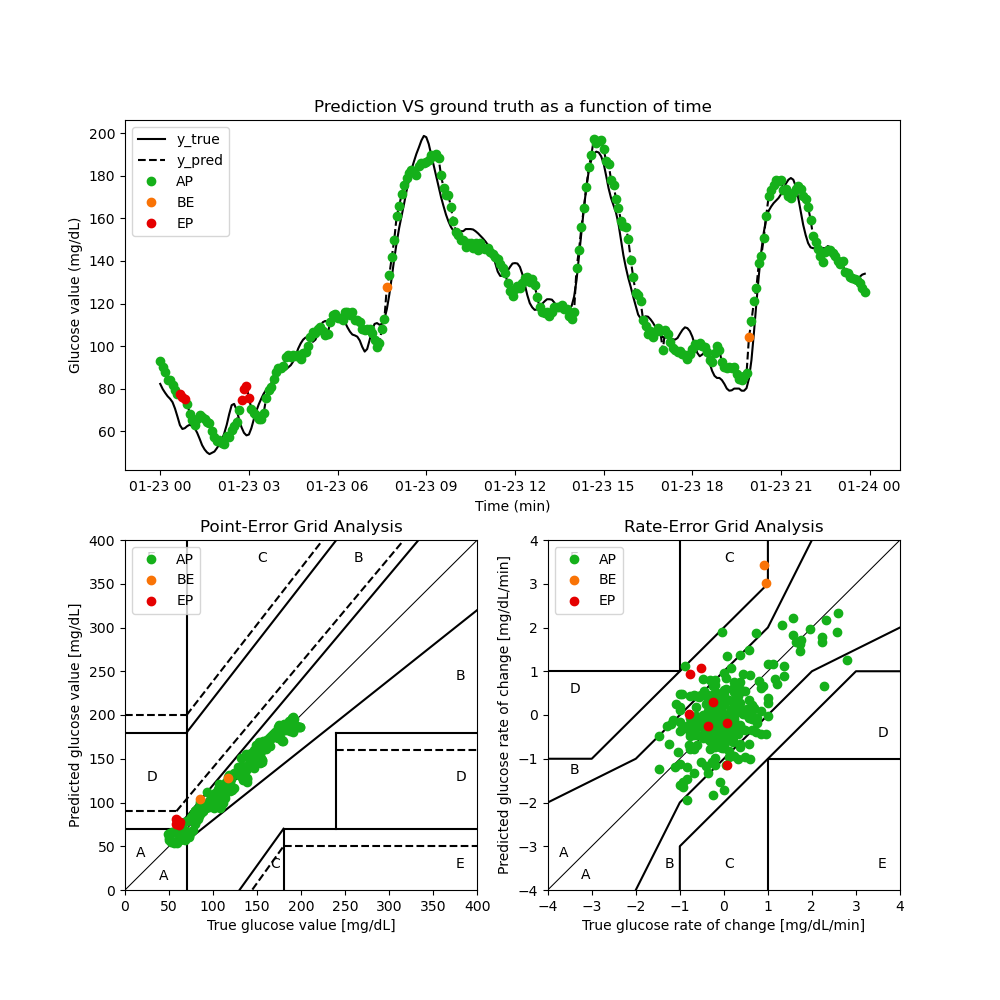 Prediction VS ground truth as a function of time
Glucose value (mg/dL)
200
180
160
140
120
100
80
60
y_true
y_pred
AP
BE
EP
01-23 00 01-23 03 01-23 06 01-23 09 01-23 12 01-23 15 01-23 18 01-23 21 01-24 00
Time (min)
Point-Error Grid Analysis
Predicted glucose value [mg/dL]
400
350
300
250
200
150
100
50
0
AP
BE
EP
C B
B
D D
A
A
C E
0 50 100 150 200 250 300 350 400
True glucose value [mg/dL]
Rate-Error Grid Analysis
Predicted glucose rate of change [mg/dL/min]
4
3
2
1
0
−1
−2
−3
−4
AP
BE
EP
C
D
D
B
A
A
B C E
−4 −3 −2 −1 0 1 2 3 4
True glucose rate of change [mg/dL/min]